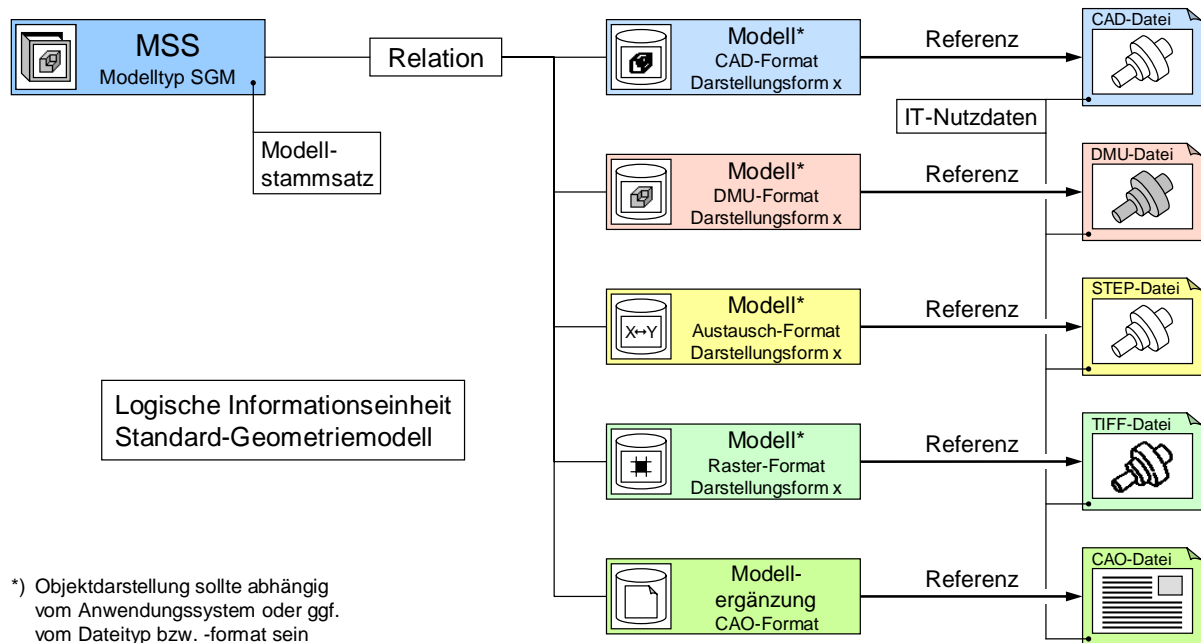 MSS
Modelltyp SGM
Modell-
stammsatz
Relation
Modell*
CAD-Format
Darstellungsform x
Referenz
CAD-Datei
IT-Nutzdaten
Modell*
DMU-Format
Darstellungsform x
Referenz
DMU-Datei
X↔Y
Modell*
Austausch-Format
Darstellungsform x
Referenz
STEP-Datei
Logische Informationseinheit
Standard-Geometriemodell
Modell*
Raster-Format
Darstellungsform x
Referenz
TIFF-Datei
Modell-
ergänzung
CAO-Format
Referenz
CAO-Datei
*) Objektdarstellung sollte abhängig
vom Anwendungssystem oder ggf.
vom Dateityp bzw. -format sein